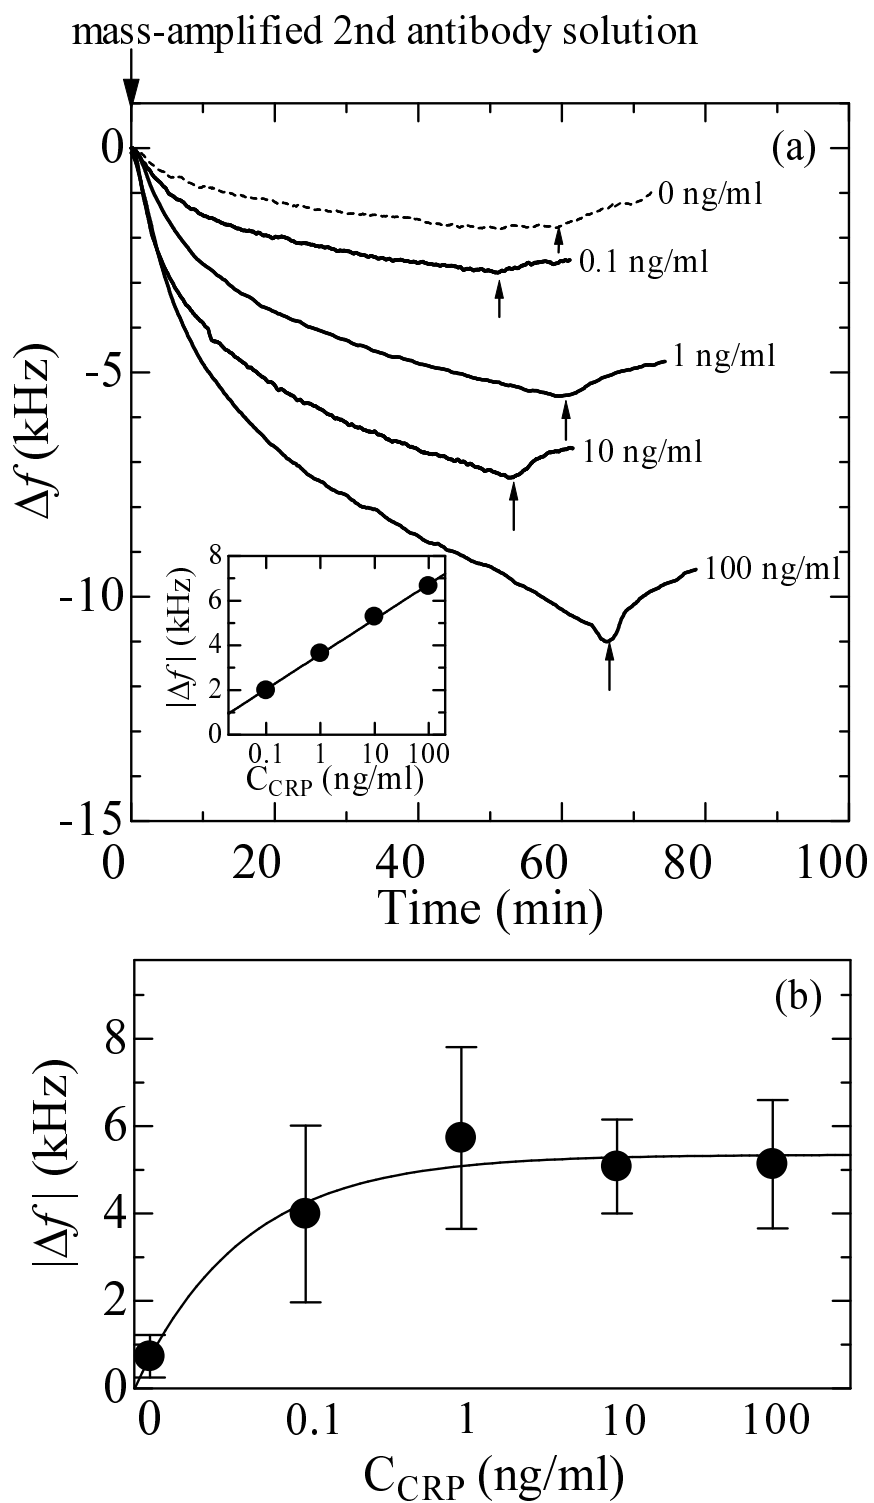 mass-amplified 2nd antibody solution
(a)
0
-5
-10
-15
Δf (kHz)
0 ng/ml
0.1 ng/ml
1 ng/ml
10 ng/ml
100 ng/ml
8
6
4
2
0
|Δf| (kHz)
0.1 1 10 100
C_CRP (ng/ml)
0 20 40 60 80 100
Time (min)
(b)
8
6
4
2
0
|Δf| (kHz)
0 0.1 1 10 100
C_CRP (ng/ml)